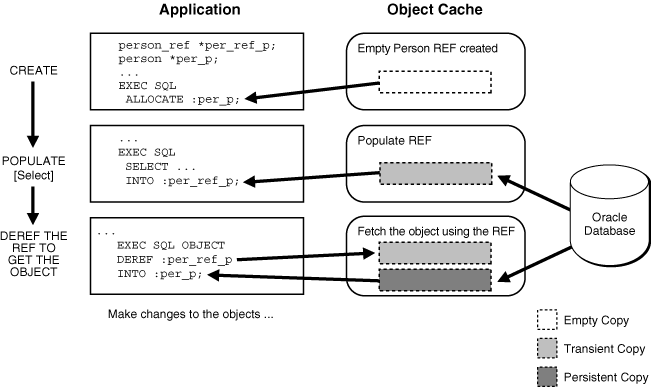 Application
Object Cache
CREATE
person_ref *per_ref_p;
person *per_p;
...
EXEC SQL
ALLOCATE :per_p;
Empty Person REF created
POPULATE
[Select]
...
EXEC SQL
SELECT ...
INTO :per_ref_p;
Populate REF
DEREF THE
REF TO
GET THE
OBJECT
...
EXEC SQL OBJECT
DEREF :per_ref_p
INTO :per_p;
Fetch the object using the REF
Oracle
Database
Make changes to the objects ...
Empty Copy
Transient Copy
Persistent Copy